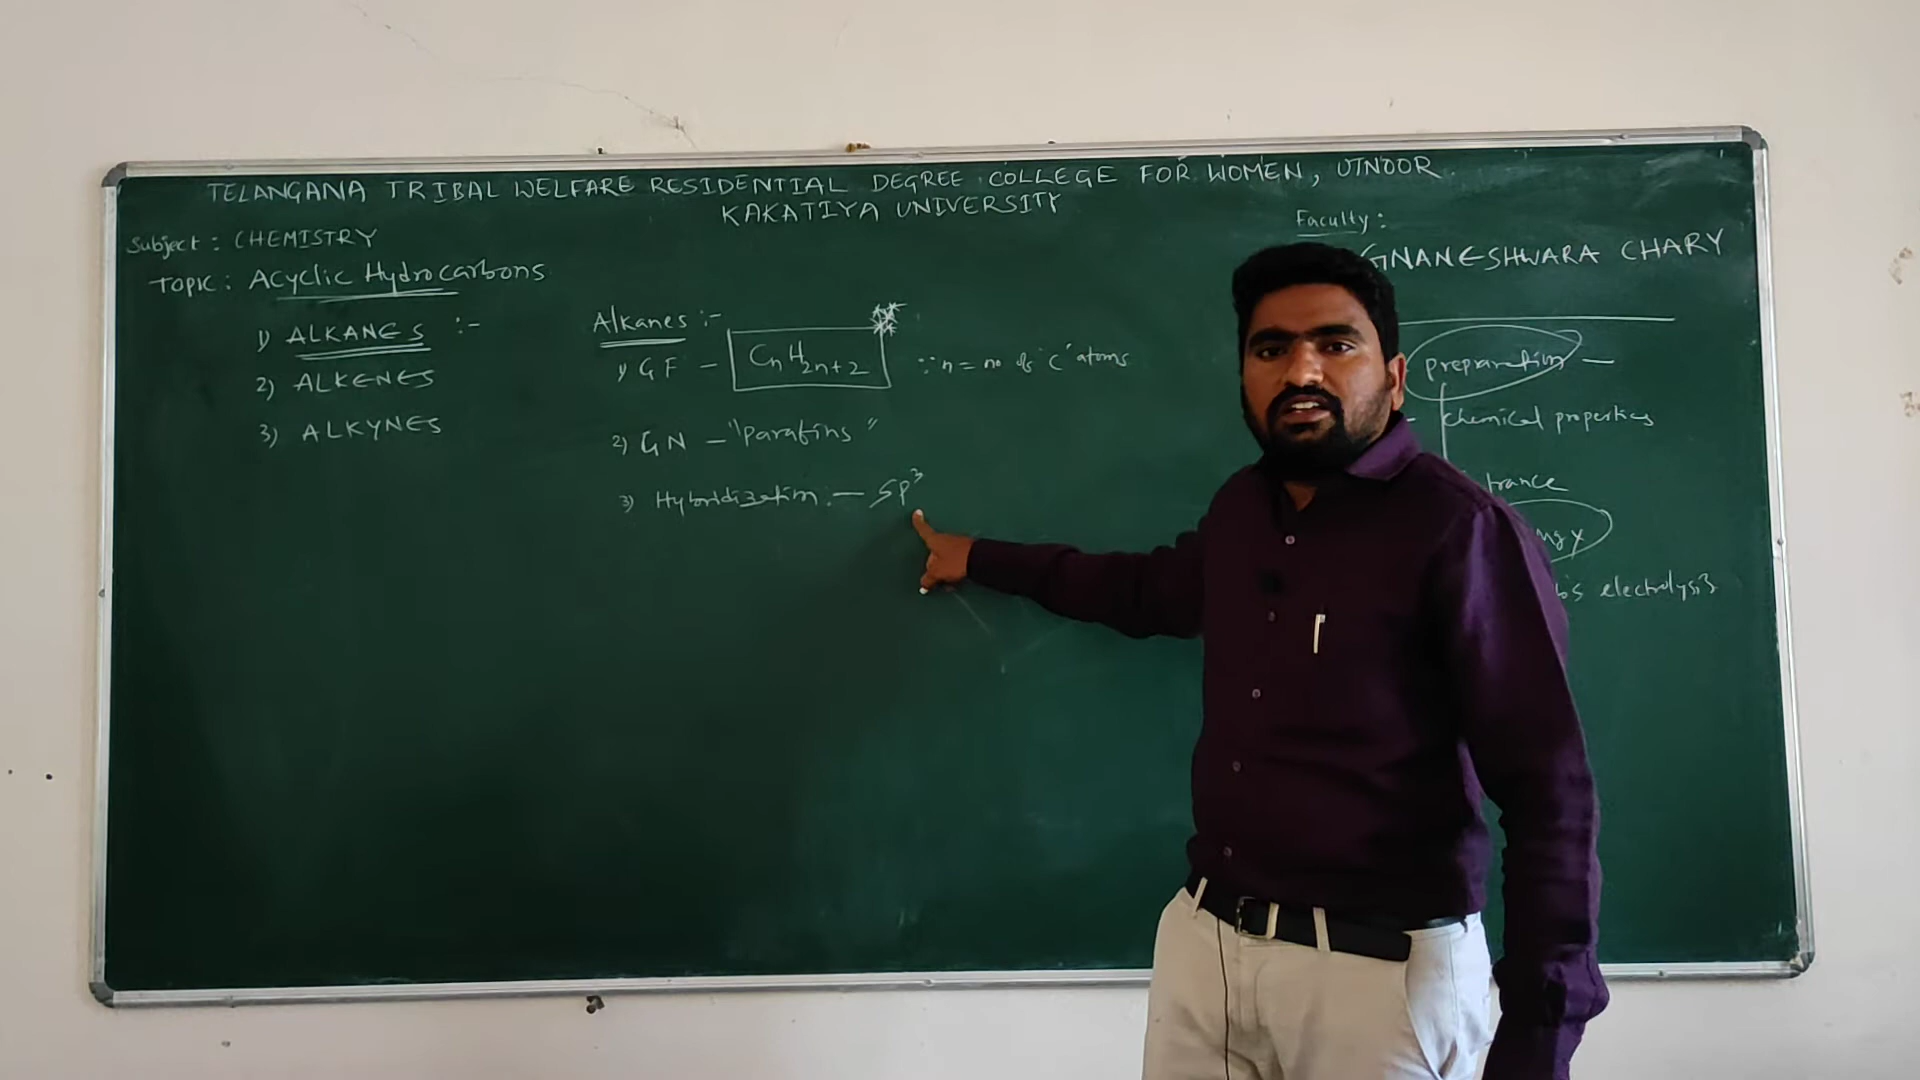 TELANGANA TRIBAL WELFARE RESIDENTIAL DEGREE COLLEGE FOR WOMEN, UTNOOR
KAKATIYA UNIVERSITY
Subject : CHEMISTRY
TOPIC : Acyclic Hydrocarbons
1) ALKANES :-
2) ALKENES
3) ALKYNES
Alkanes :-
1) GF - CnH2n+2 ∵ n = no of 'C' atoms
2) GN - "Parafins"
3) Hybridization :- SP³
Faculty :
GNANESHWARA CHARY
preparation -
chemical properties
electrolysis